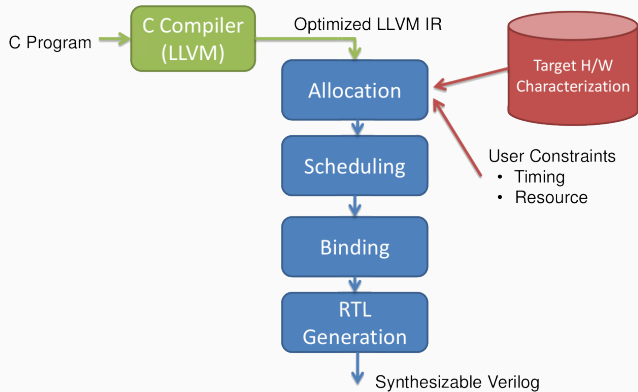 C Program
C Compiler
(LLVM)
Optimized LLVM IR
Target H/W
Characterization
Allocation
User Constraints
• Timing
• Resource
Scheduling
Binding
RTL
Generation
Synthesizable Verilog